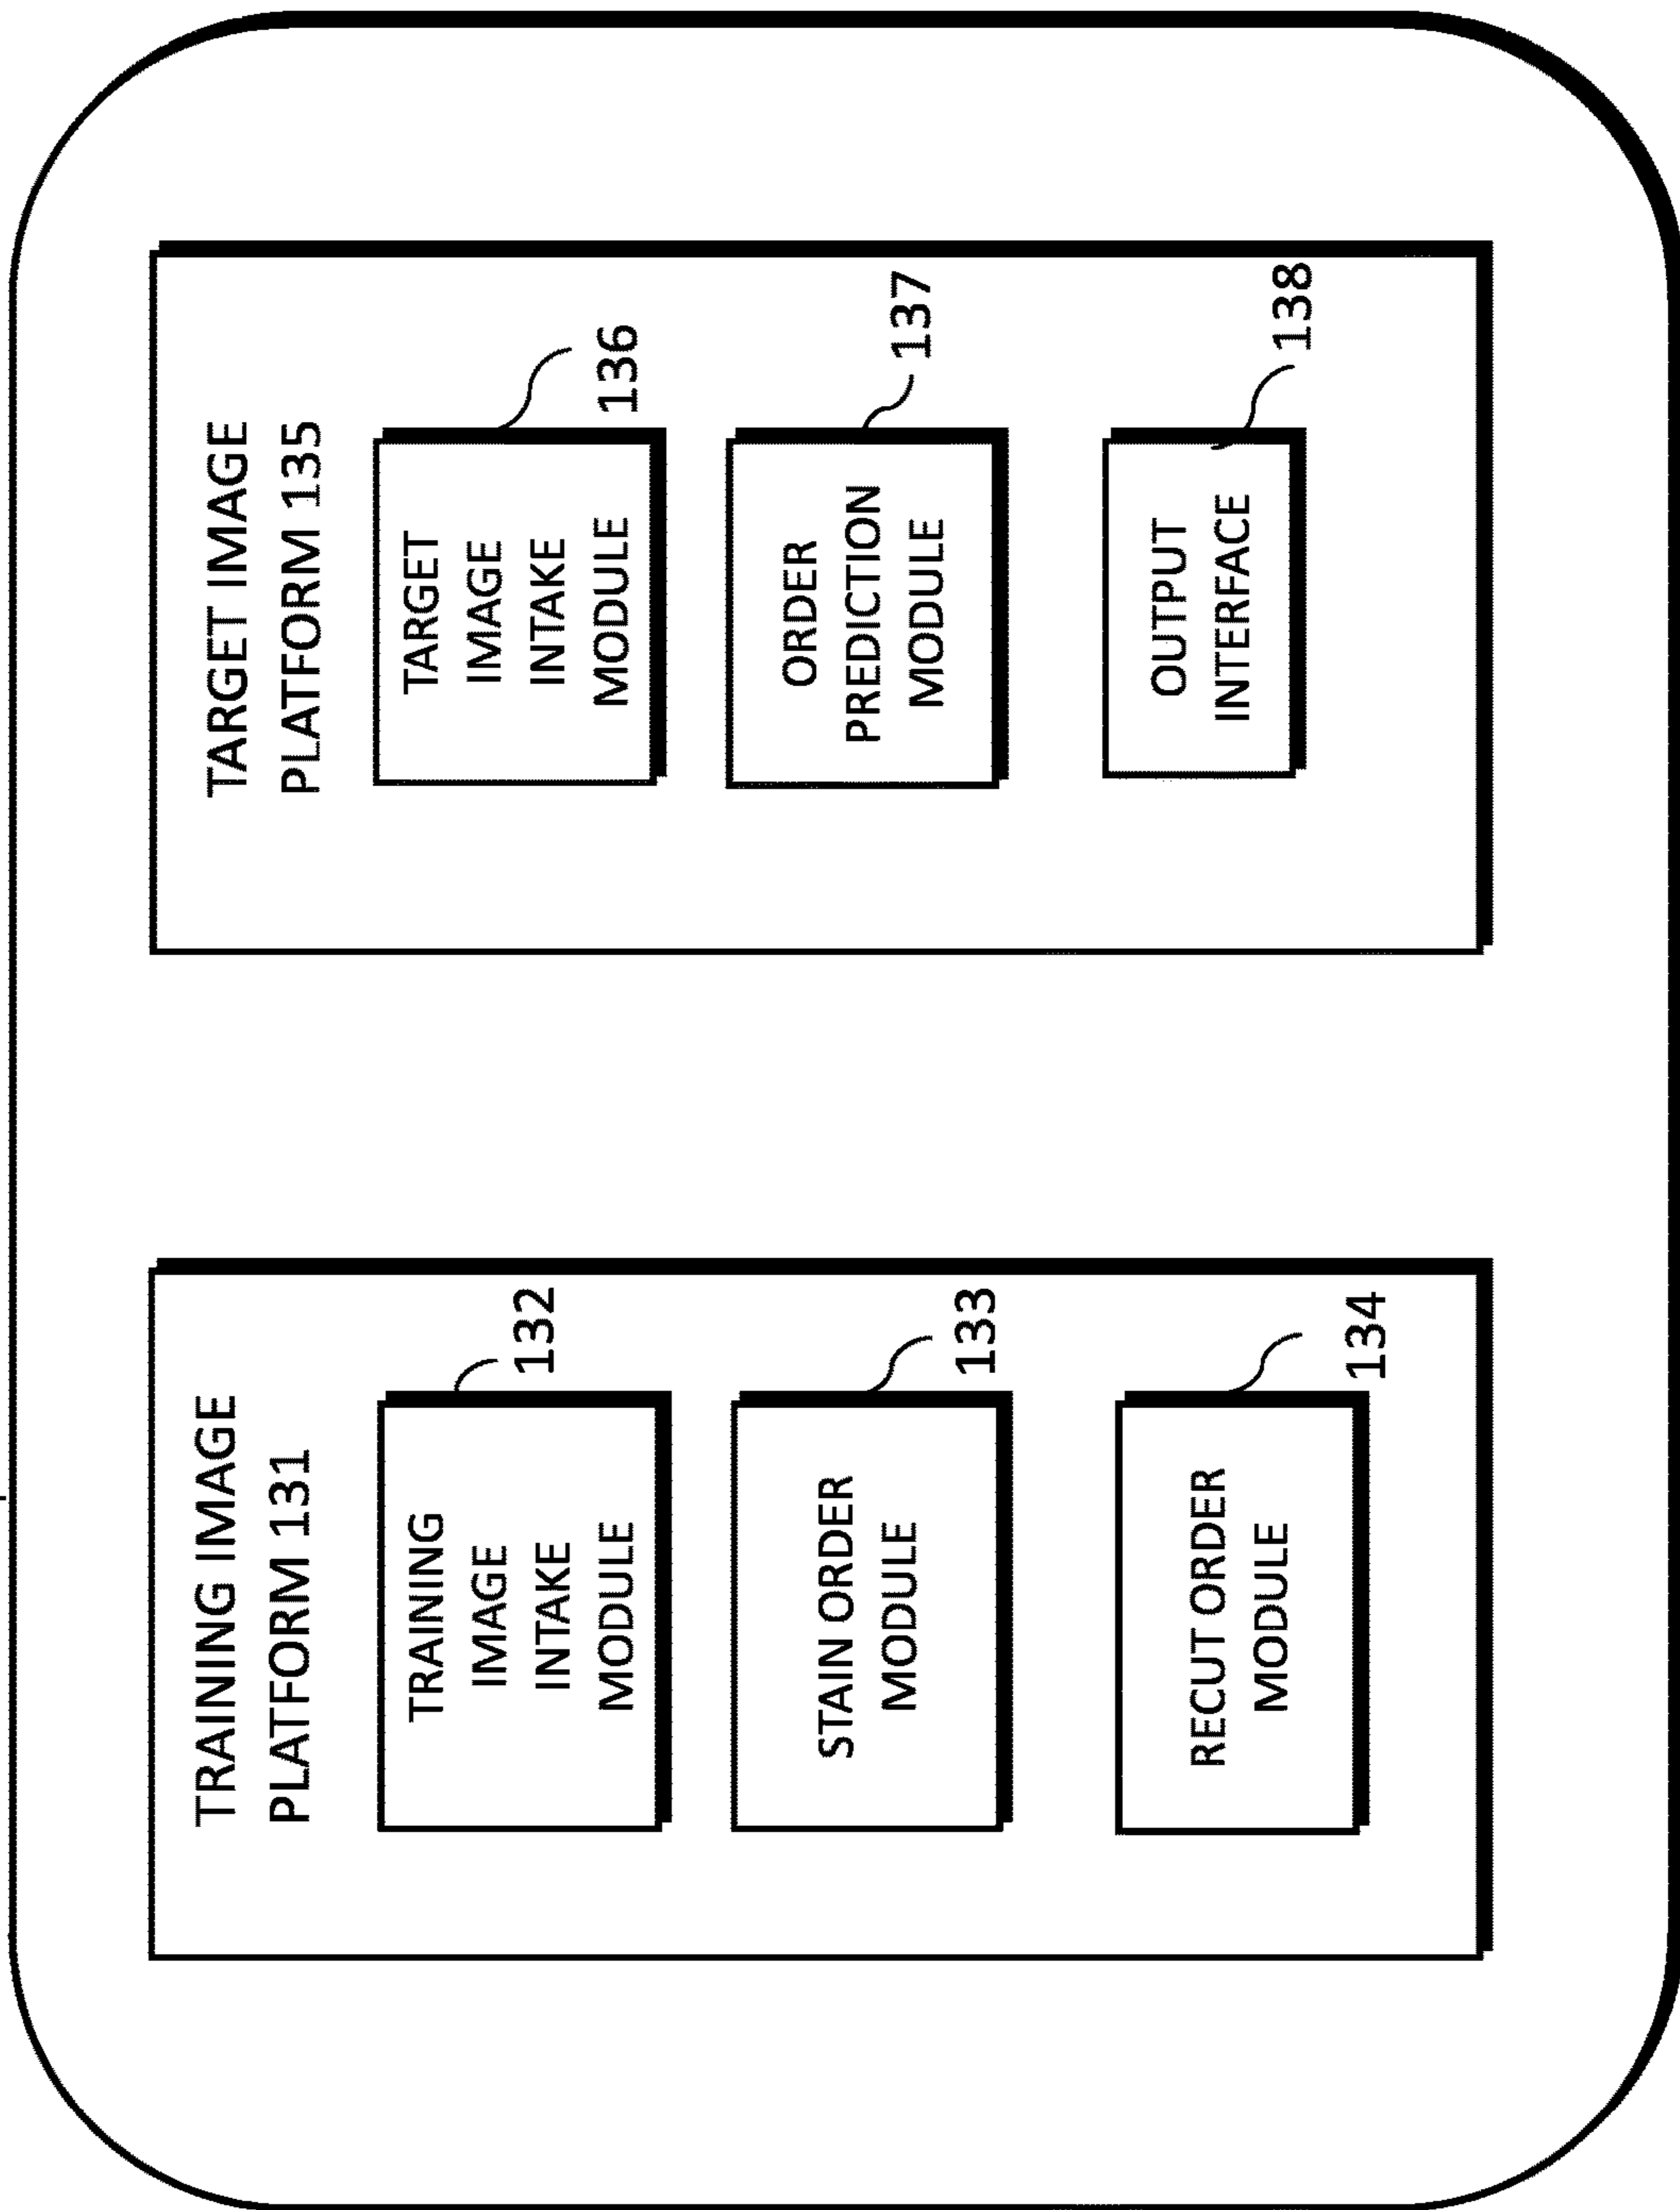 TRAINING IMAGE
PLATFORM 131
TRAINING
IMAGE
INTAKE
MODULE
132
STAIN ORDER
MODULE
133
RECUT ORDER
MODULE
134
TARGET IMAGE
PLATFORM 135
TARGET
IMAGE
INTAKE
MODULE
136
ORDER
PREDICTION
MODULE
137
OUTPUT
INTERFACE
138